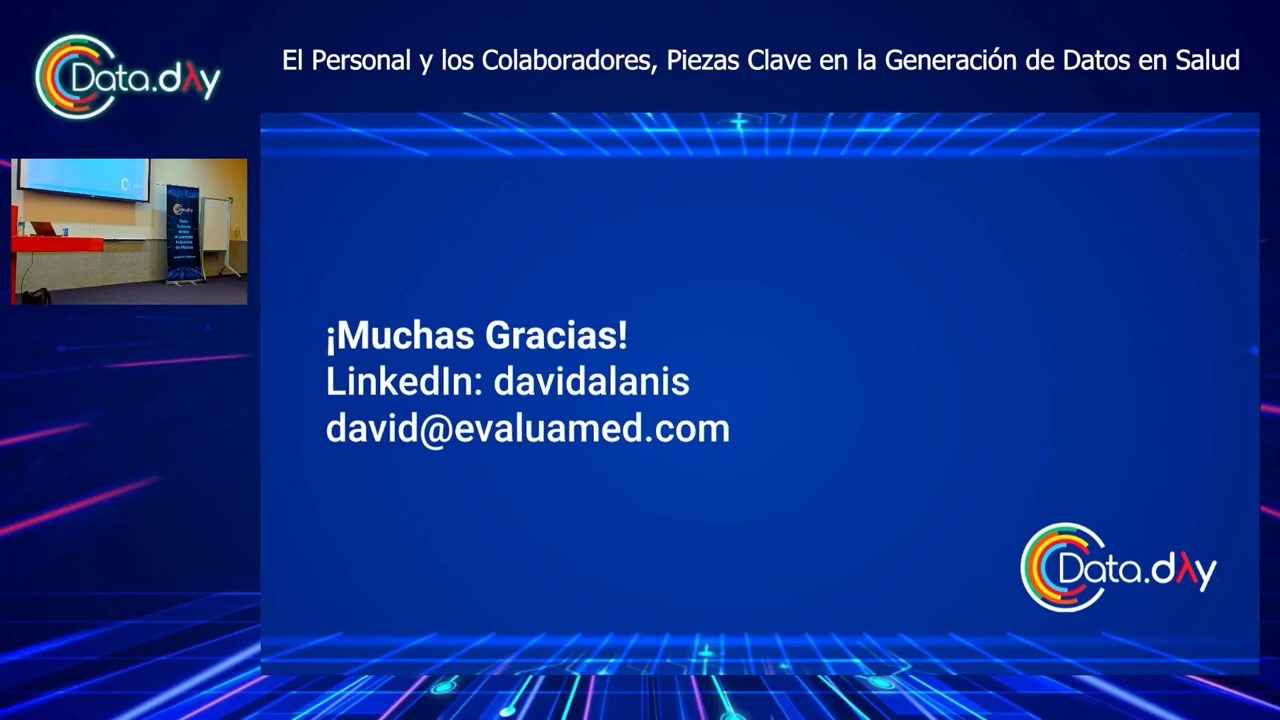 Data.dλy
El Personal y los Colaboradores, Piezas Clave en la Generación de Datos en Salud
¡Muchas Gracias!
LinkedIn: davidalanis
david@evaluamed.com
Data.dλy